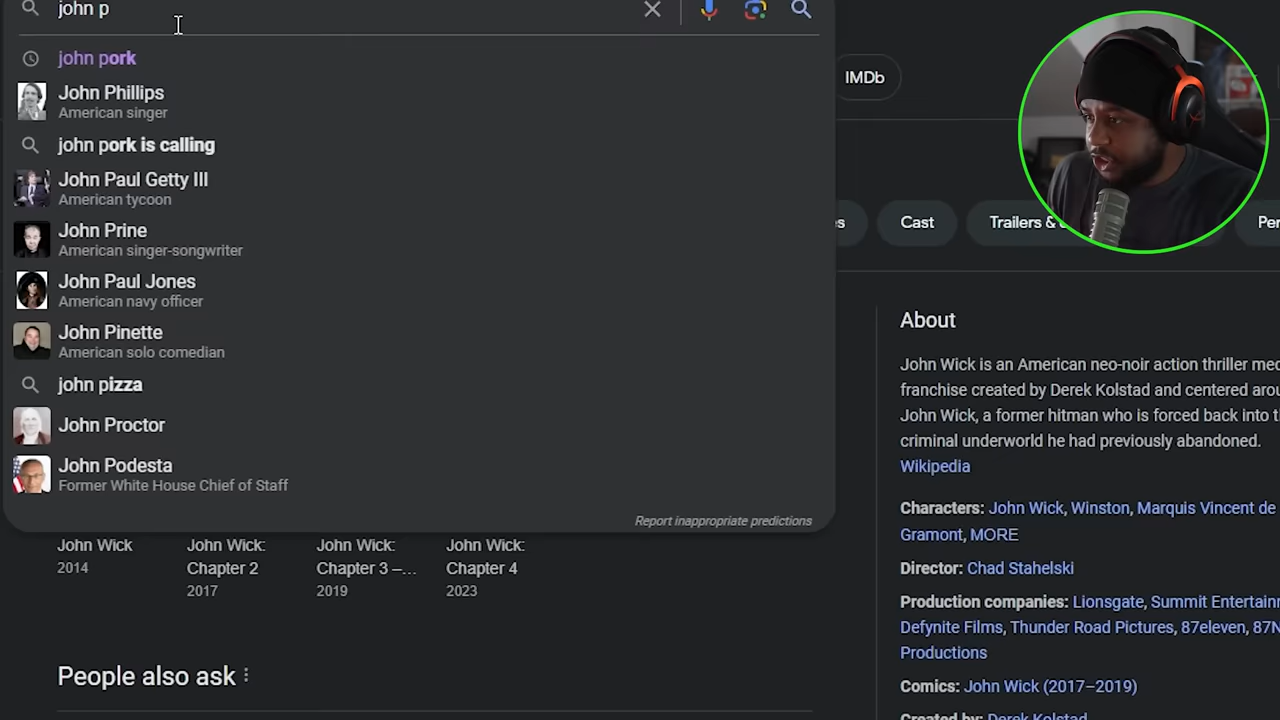 john p
john pork
John Phillips
American singer
john pork is calling
John Paul Getty III
American tycoon
John Prine
American singer-songwriter
John Paul Jones
American navy officer
John Pinette
American solo comedian
john pizza
John Proctor
John Podesta
Former White House Chief of Staff
Report inappropriate predictions
John Wick
2014
John Wick:
Chapter 2
2017
John Wick:
Chapter 3 –...
2019
John Wick:
Chapter 4
2023
People also ask
IMDb
Cast
Trailers &
About
John Wick is an American neo-noir action thriller
franchise created by Derek Kolstad and centered
John Wick, a former hitman who is forced back into
criminal underworld he had previously abandoned.
Wikipedia
Characters: John Wick, Winston, Marquis Vincent de
Gramont, MORE
Director: Chad Stahelski
Production companies: Lionsgate, Summit
Defynite Films, Thunder Road Pictures, 87eleven,
Productions
Comics: John Wick (2017–2019)
Created by: Derek Kolstad